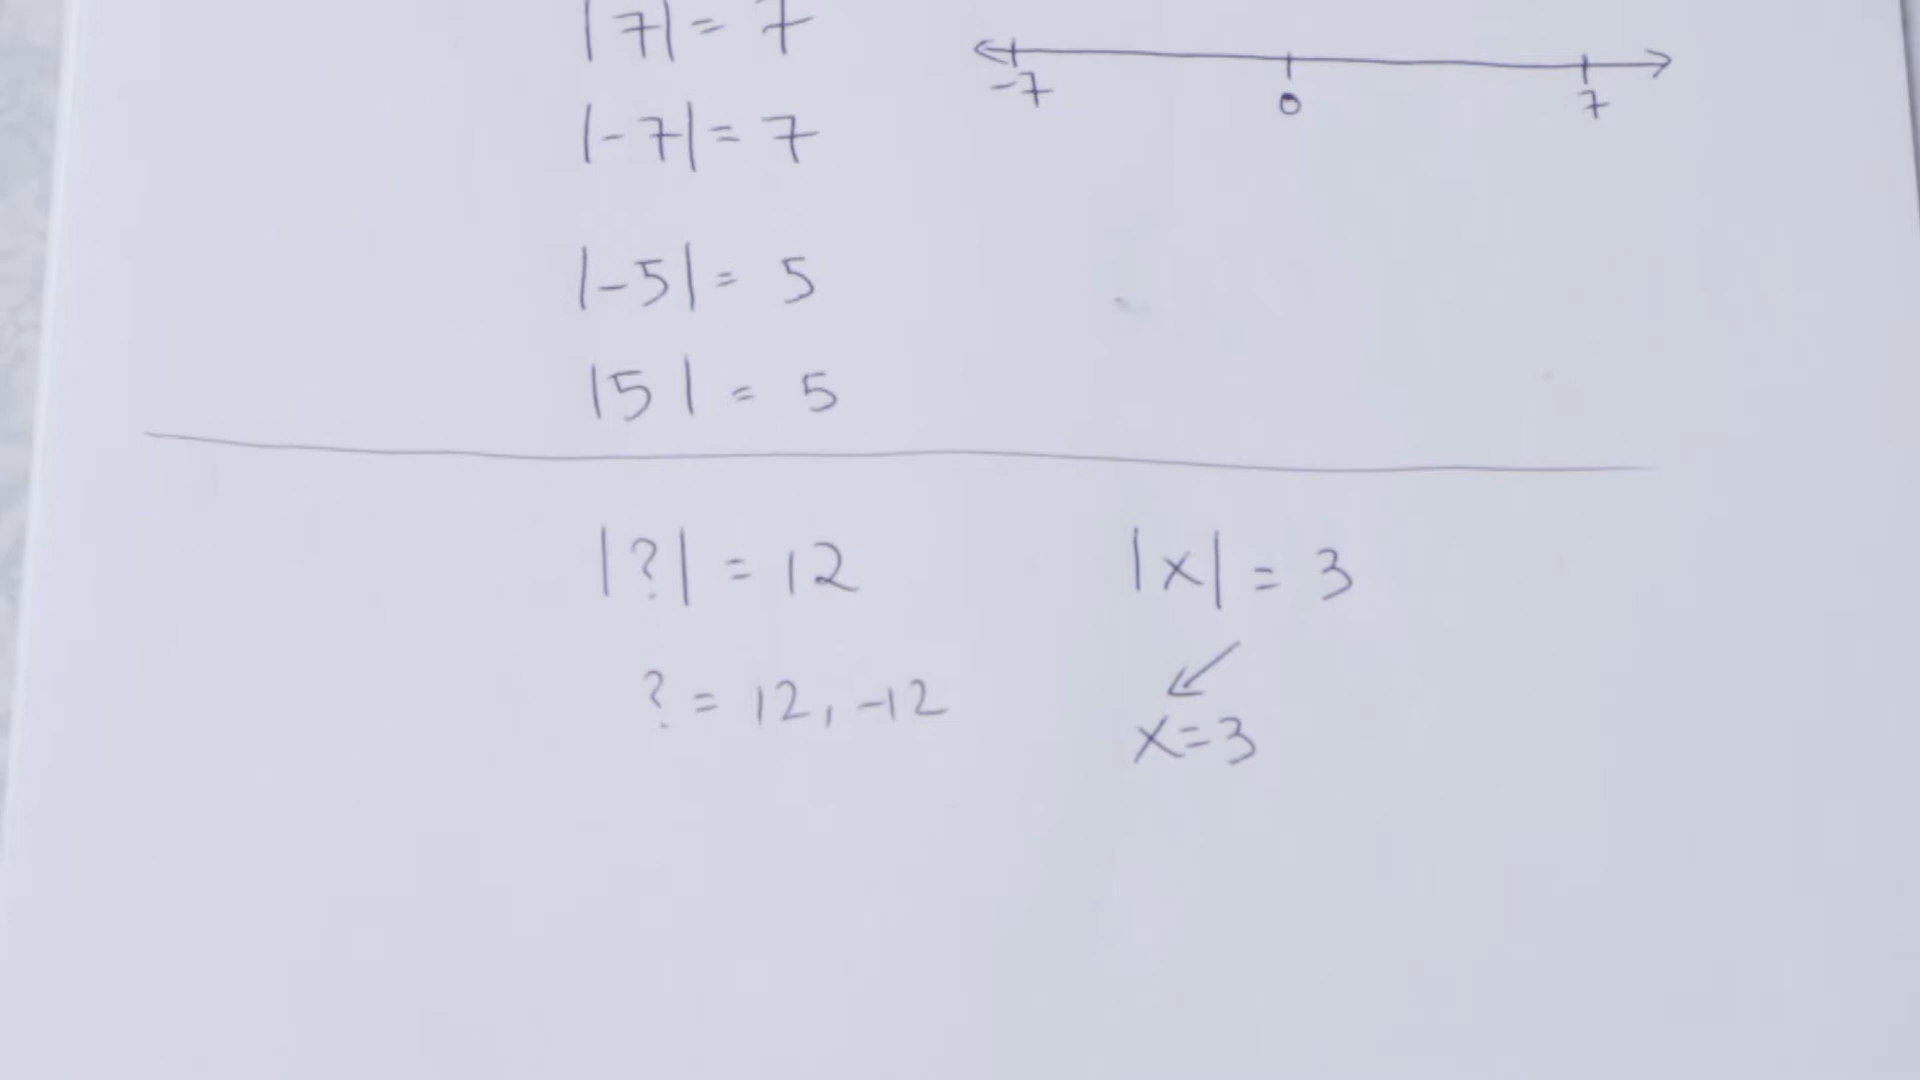 |7| = 7
-7 0 7
|-7| = 7
|-5| = 5
|5| = 5
|?| = 12
|x| = 3
? = 12, -12
x=3